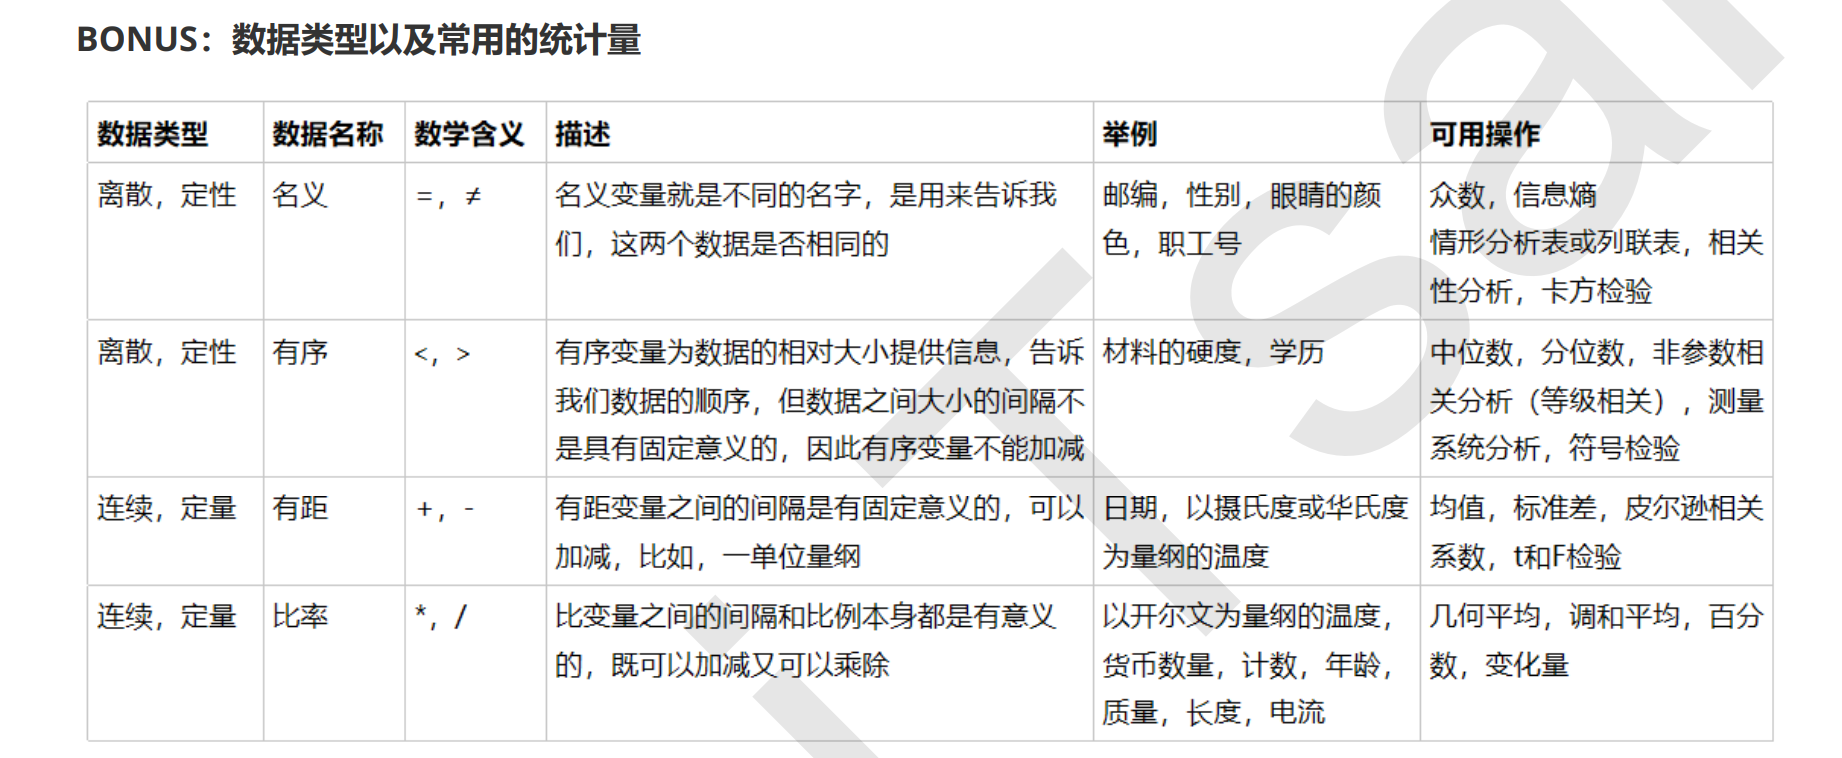 BONUS：数据类型以及常用的统计量
数据类型 数据名称 数学含义 描述 举例 可用操作
离散，定性 名义 =，≠ 名义变量就是不同的名字，是用来告诉我 邮编，性别，眼睛的颜 众数，信息熵
们，这两个数据是否相同的 色，职工号 情形分析表或列联表，相关
性分析，卡方检验
离散，定性 有序 <，> 有序变量为数据的相对大小提供信息，告诉 材料的硬度，学历 中位数，分位数，非参数相
我们数据的顺序，但数据之间大小的间隔不 关分析（等级相关），测量
是具有固定意义的，因此有序变量不能加减 系统分析，符号检验
连续，定量 有距 +，- 有距变量之间的间隔是有固定意义的，可以 日期，以摄氏度或华氏度 均值，标准差，皮尔逊相关
加减，比如，一单位量纲 为量纲的温度 系数，t和F检验
连续，定量 比率 *，/ 比变量之间的间隔和比例本身都是有意义 以开尔文为量纲的温度， 几何平均，调和平均，百分
的，既可以加减又可以乘除 货币数量，计数，年龄， 数，变化量
质量，长度，电流
i Tsai